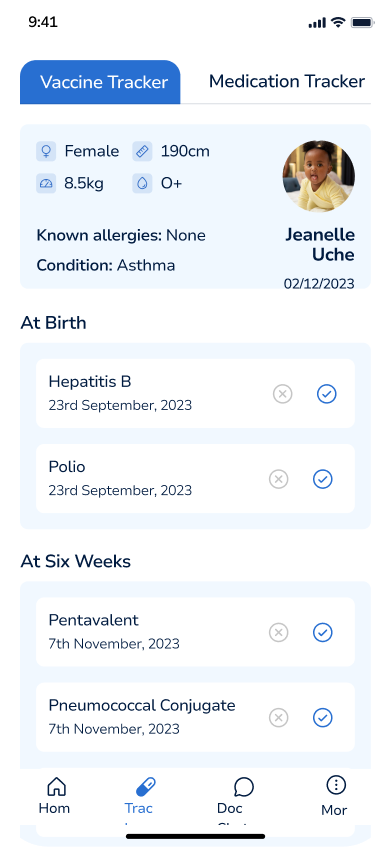 9:41
Vaccine Tracker
Medication Tracker
Female
190cm
8.5kg
O+
Known allergies: None
Condition: Asthma
Jeanelle
Uche
02/12/2023
At Birth
Hepatitis B
23rd September, 2023
Polio
23rd September, 2023
At Six Weeks
Pentavalent
7th November, 2023
Pneumococcal Conjugate
7th November, 2023
Hom
Trac
Doc
Mor